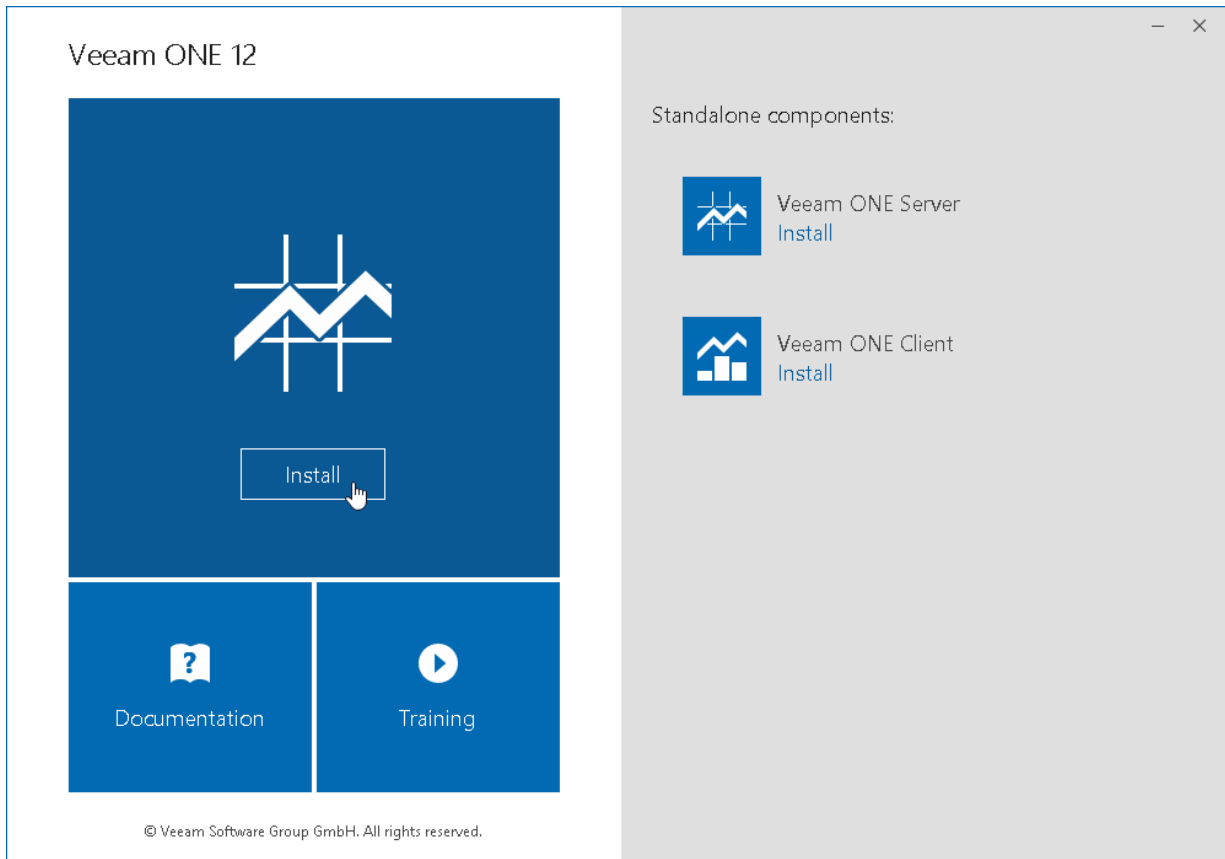 Veeam ONE 12
Install
Documentation
Training
© Veeam Software Group GmbH. All rights reserved.
Standalone components:
Veeam ONE Server
Install
Veeam ONE Client
Install